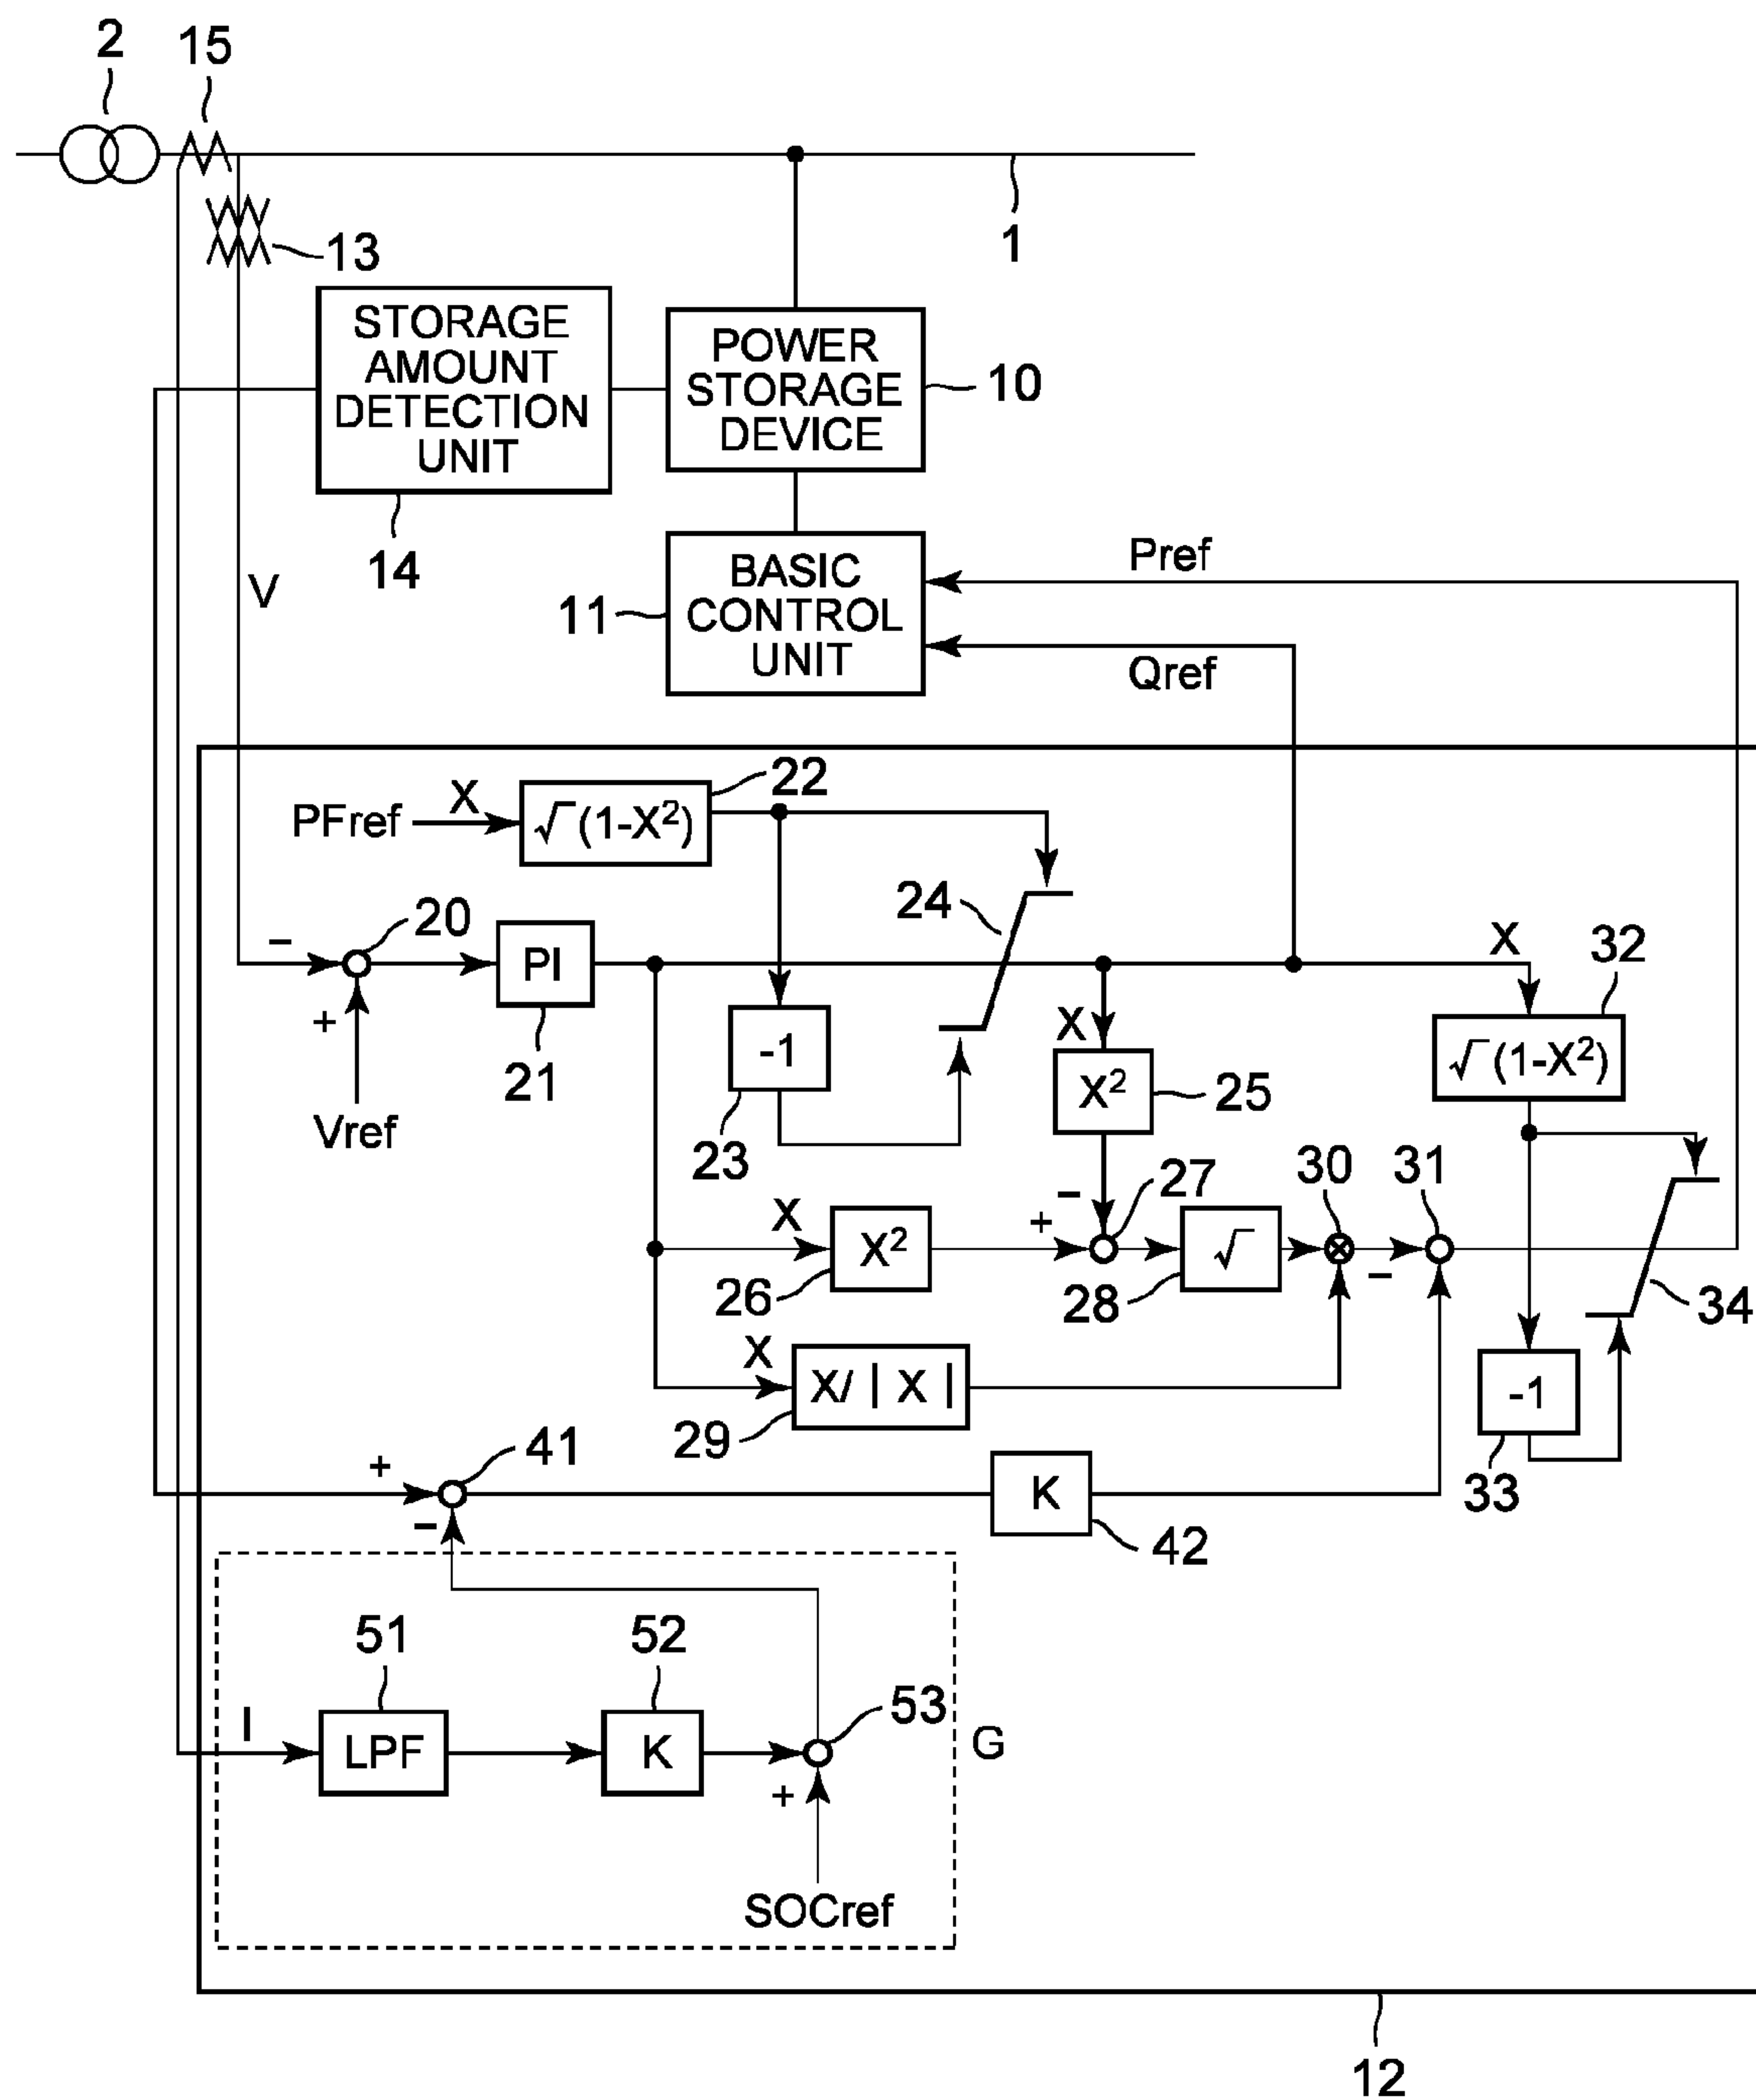 2
15
13
1
STORAGE
AMOUNT
DETECTION
UNIT
14
POWER
STORAGE
DEVICE
10
BASIC
CONTROL
UNIT
11
Pref
Qref
V
PFref
X
√(1-X²)
22
24
-
20
+
Vref
PI
21
-1
23
X
X²
25
X
√(1-X²)
32
X
X²
26
+
-
27
√
28
30
-
31
34
X
X/|X|
29
-1
33
+
41
-
K
42
51
52
53
I
LPF
K
+
SOCref
G
12